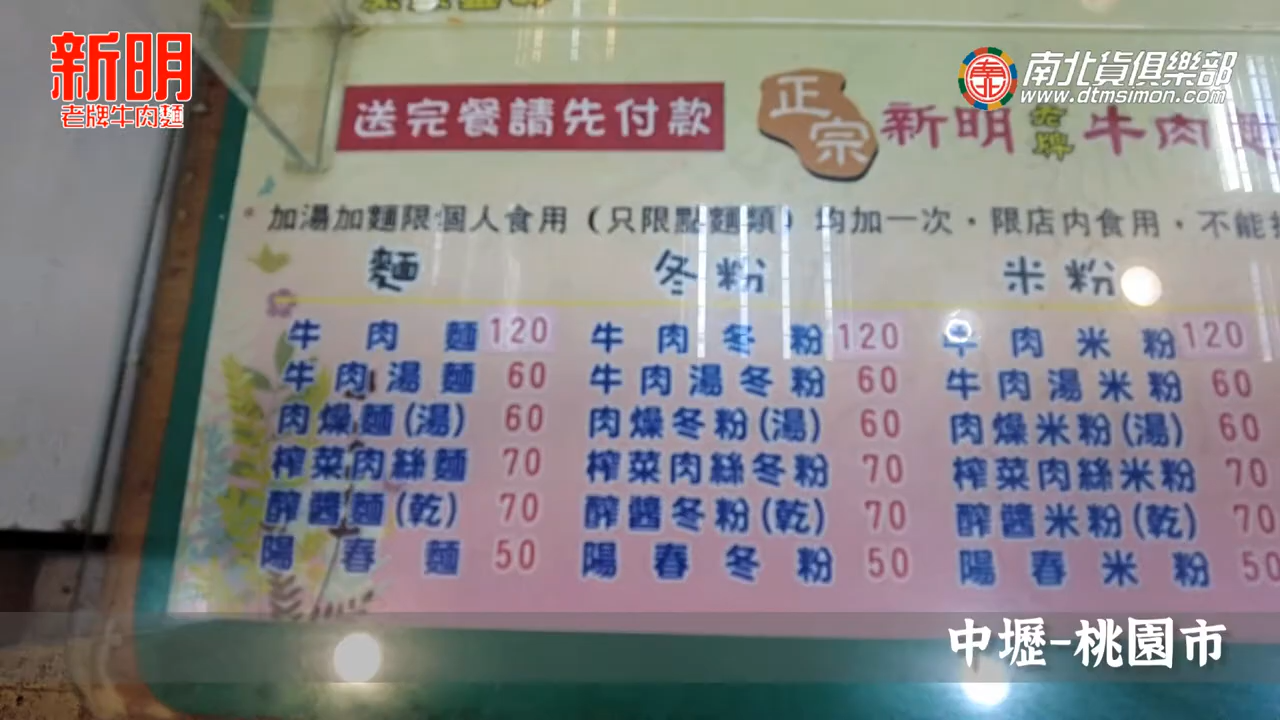 新明
老牌牛肉麵
南北貨俱樂部
www.dtmsimon.com
送完餐請先付款
正宗
新明老牌牛肉麵
加湯加麵限個人食用（只限點麵類）均加一次，限店內食用，不能
麵 冬粉 米粉
牛肉麵 120 牛肉冬粉 120 牛肉米粉 120
牛肉湯麵 60 牛肉湯冬粉 60 牛肉湯米粉 60
肉燥麵(湯) 60 肉燥冬粉(湯) 60 肉燥米粉(湯) 60
榨菜肉絲麵 70 榨菜肉絲冬粉 70 榨菜肉絲米粉 70
醡醬麵(乾) 70 醡醬冬粉(乾) 70 醡醬米粉(乾) 70
陽春麵 50 陽春冬粉 50 陽春米粉 50
中壢-桃園市